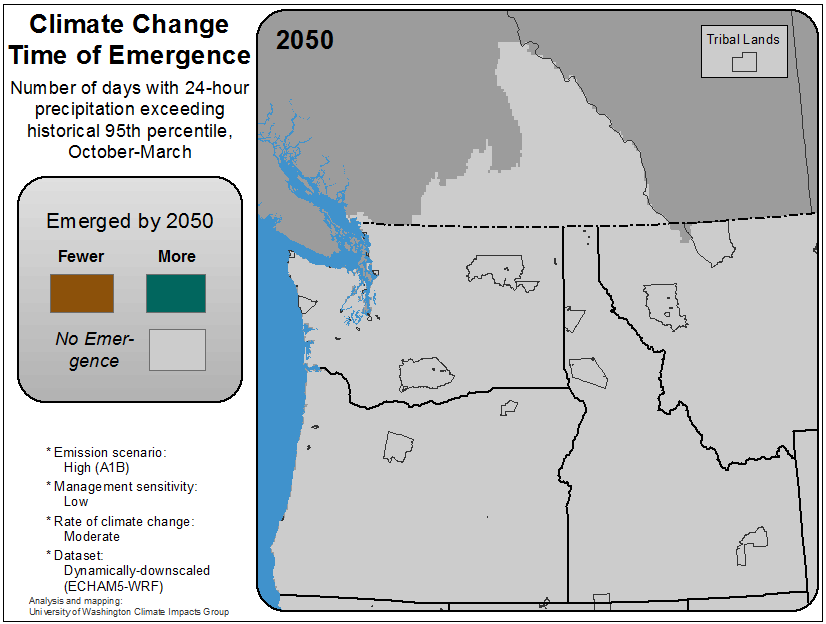 Climate Change
Time of Emergence
Number of days with 24-hour
precipitation exceeding
historical 95th percentile,
October-March
Emerged by 2050
Fewer More
No Emer-
gence
* Emission scenario:
High (A1B)
* Management sensitivity:
Low
* Rate of climate change:
Moderate
* Dataset:
Dynamically-downscaled
(ECHAM5-WRF)
Analysis and mapping:
University of Washington Climate Impacts Group
2050
Tribal Lands